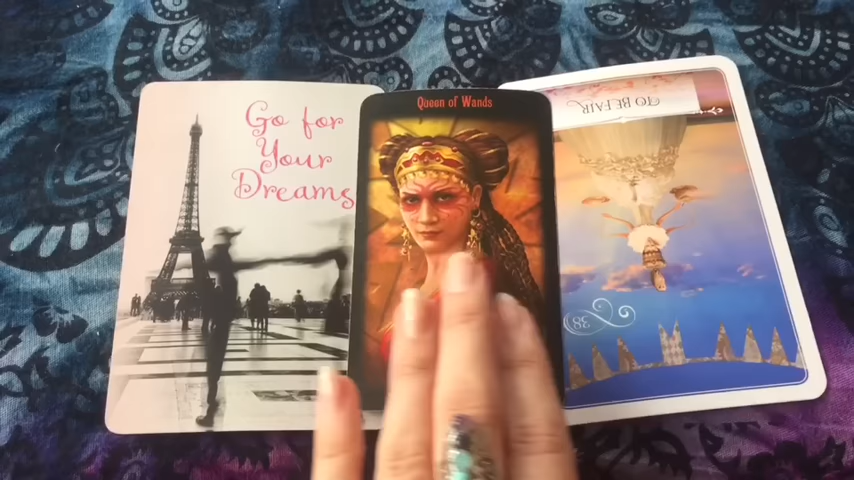 Go for
Your
Dreams
Queen of Wands
TO BE FAIR
38